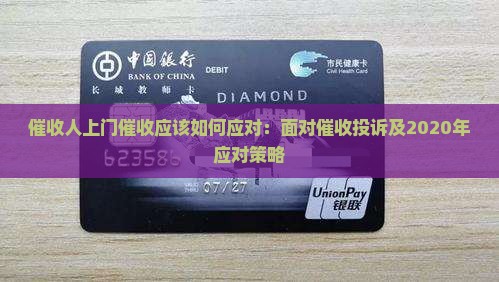 中国银行
BANK OF CHINA
DEBIT
市民健康卡
Civil Health Card
长城教师卡
DIAMOND
催收人上门催收应该如何应对：面对催收投诉及2020年
应对策略
623586
07/27
UnionPay
银联